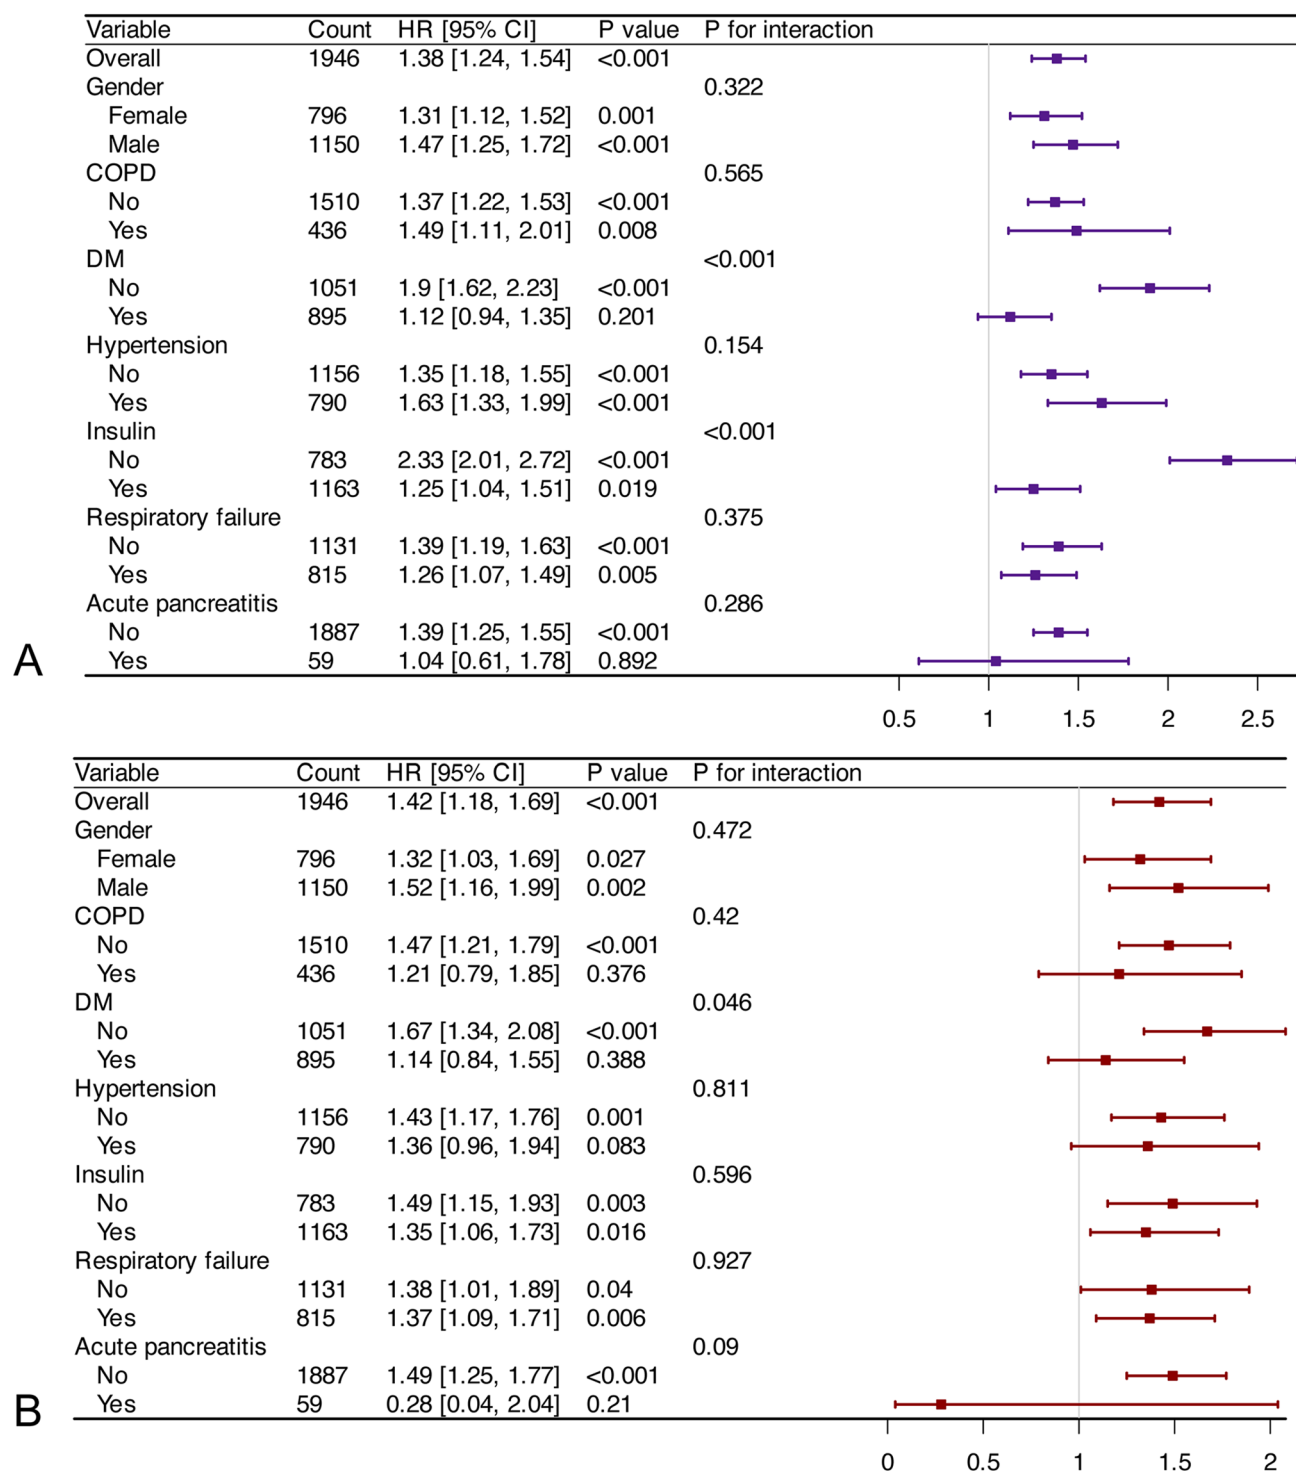 Variable Count HR [95% CI] P value P for interaction
Overall 1946 1.38 [1.24, 1.54] <0.001
Gender 0.322
Female 796 1.31 [1.12, 1.52] 0.001
Male 1150 1.47 [1.25, 1.72] <0.001
COPD 0.565
No 1510 1.37 [1.22, 1.53] <0.001
Yes 436 1.49 [1.11, 2.01] 0.008
DM <0.001
No 1051 1.9 [1.62, 2.23] <0.001
Yes 895 1.12 [0.94, 1.35] 0.201
Hypertension 0.154
No 1156 1.35 [1.18, 1.55] <0.001
Yes 790 1.63 [1.33, 1.99] <0.001
Insulin <0.001
No 783 2.33 [2.01, 2.72] <0.001
Yes 1163 1.25 [1.04, 1.51] 0.019
Respiratory failure 0.375
No 1131 1.39 [1.19, 1.63] <0.001
Yes 815 1.26 [1.07, 1.49] 0.005
Acute pancreatitis 0.286
No 1887 1.39 [1.25, 1.55] <0.001
Yes 59 1.04 [0.61, 1.78] 0.892
A
0.5 1 1.5 2 2.5
Variable Count HR [95% CI] P value P for interaction
Overall 1946 1.42 [1.18, 1.69] <0.001
Gender 0.472
Female 796 1.32 [1.03, 1.69] 0.027
Male 1150 1.52 [1.16, 1.99] 0.002
COPD 0.42
No 1510 1.47 [1.21, 1.79] <0.001
Yes 436 1.21 [0.79, 1.85] 0.376
DM 0.046
No 1051 1.67 [1.34, 2.08] <0.001
Yes 895 1.14 [0.84, 1.55] 0.388
Hypertension 0.811
No 1156 1.43 [1.17, 1.76] 0.001
Yes 790 1.36 [0.96, 1.94] 0.083
Insulin 0.596
No 783 1.49 [1.15, 1.93] 0.003
Yes 1163 1.35 [1.06, 1.73] 0.016
Respiratory failure 0.927
No 1131 1.38 [1.01, 1.89] 0.04
Yes 815 1.37 [1.09, 1.71] 0.006
Acute pancreatitis 0.09
No 1887 1.49 [1.25, 1.77] <0.001
Yes 59 0.28 [0.04, 2.04] 0.21
B
0 0.5 1 1.5 2